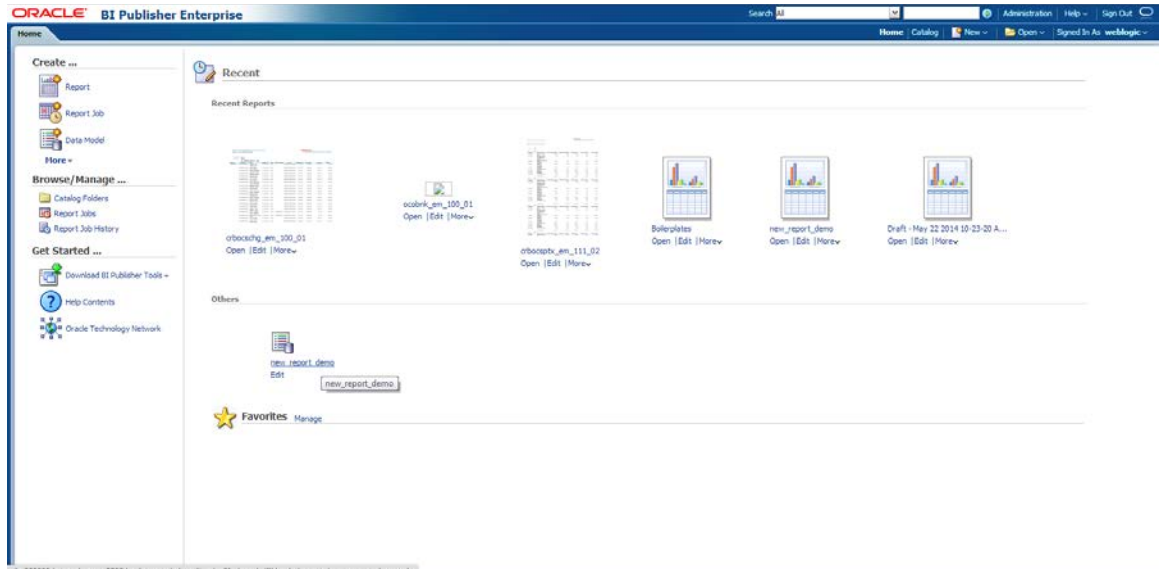 ORACLE BI Publisher Enterprise
Search All
Administration Help Sign Out
Home
Home Catalog New Open Signed In As weblogic
Create ...
Report
Report Job
Data Model
More
Browse/Manage ...
Catalog Folders
Report Jobs
Report Job History
Get Started ...
Download BI Publisher Tools
Help Contents
Oracle Technology Network
Recent
Recent Reports
crbocschg_em_100_01
Open |Edit |More
ocobnk_em_100_01
Open |Edit |More
crbocsptx_em_111_02
Open |Edit |More
Boilerplates
Open |Edit |More
new_report_demo
Open |Edit |More
Draft - May 22 2014 10-23-20 A...
Open |Edit |More
Others
new_report_demo
Edit
new_report_demo
Favorites Manage